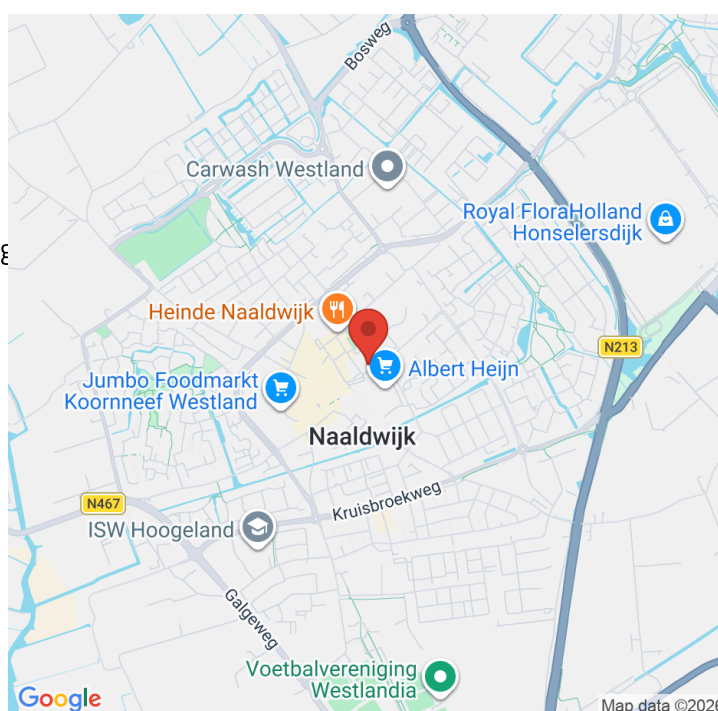 Bosweg
Carwash Westland
Royal FloraHolland
Honselersdijk
g
Heinde Naaldwijk
N213
Albert Heijn
Jumbo Foodmarkt
Koornneef Westland
Naaldwijk
N467
Kruisbroekweg
ISW Hoogeland
Galgeweg
Voetbalvereniging
Westlandia
Google
Map data ©2026